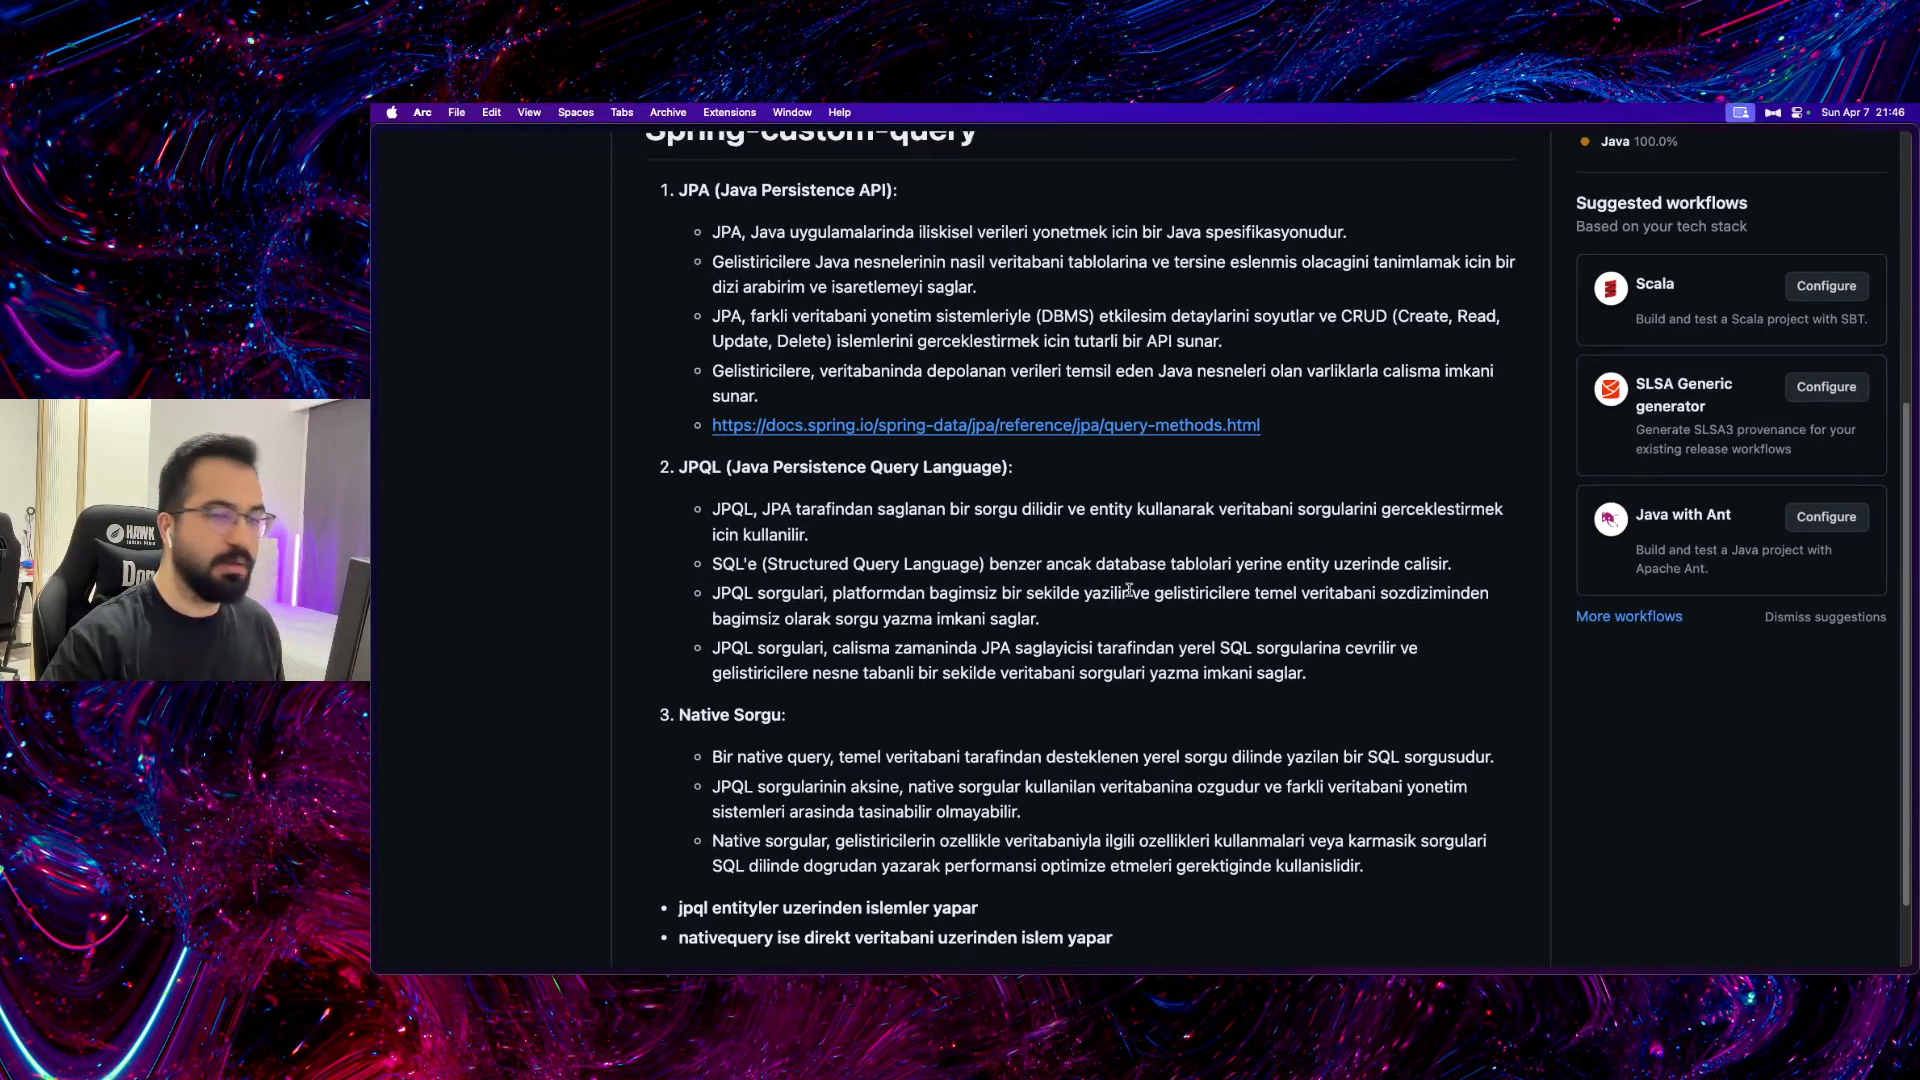 Arc File Edit View Spaces Tabs Archive Extensions Window Help
Sun Apr 7 21:46
Spring-custom-query
1. JPA (Java Persistence API):
JPA, Java uygulamalarinda iliskisel verileri yonetmek icin bir Java spesifikasyonudur.
Gelistiricilere Java nesnelerinin nasil veritabani tablolarina ve tersine eslenmis olacagini tanimlamak icin bir
dizi arabirim ve isaretlemeyi saglar.
JPA, farkli veritabani yonetim sistemleriyle (DBMS) etkilesim detaylarini soyutlar ve CRUD (Create, Read,
Update, Delete) islemlerini gerceklestirmek icin tutarli bir API sunar.
Gelistiricilere, veritabaninda depolanan verileri temsil eden Java nesneleri olan varliklarla calisma imkani
sunar.
https://docs.spring.io/spring-data/jpa/reference/jpa/query-methods.html
2. JPQL (Java Persistence Query Language):
JPQL, JPA tarafindan saglanan bir sorgu dilidir ve entity kullanarak veritabani sorgularini gerceklestirmek
icin kullanilir.
SQL'e (Structured Query Language) benzer ancak database tablolari yerine entity uzerinde calisir.
JPQL sorgulari, platformdan bagimsiz bir sekilde yazilir ve gelistiricilere temel veritabani sozdiziminden
bagimsiz olarak sorgu yazma imkani saglar.
JPQL sorgulari, calisma zamaninda JPA saglayicisi tarafindan yerel SQL sorgularina cevrilir ve
gelistiricilere nesne tabanli bir sekilde veritabani sorgulari yazma imkani saglar.
3. Native Sorgu:
Bir native query, temel veritabani tarafindan desteklenen yerel sorgu dilinde yazilan bir SQL sorgusudur.
JPQL sorgularinin aksine, native sorgular kullanilan veritabanina ozgudur ve farkli veritabani yonetim
sistemleri arasinda tasinabilir olmayabilir.
Native sorgular, gelistiricilerin ozellikle veritabaniyla ilgili ozellikleri kullanmalari veya karmasik sorgulari
SQL dilinde dogrudan yazarak performansi optimize etmeleri gerektiginde kullanislidir.
• jpql entityler uzerinden islemler yapar
• nativequery ise direkt veritabani uzerinden islem yapar
Java 100.0%
Suggested workflows
Based on your tech stack
Scala
Configure
Build and test a Scala project with SBT.
SLSA Generic
generator
Configure
Generate SLSA3 provenance for your
existing release workflows
Java with Ant
Configure
Build and test a Java project with
Apache Ant.
More workflows
Dismiss suggestions
HAWK